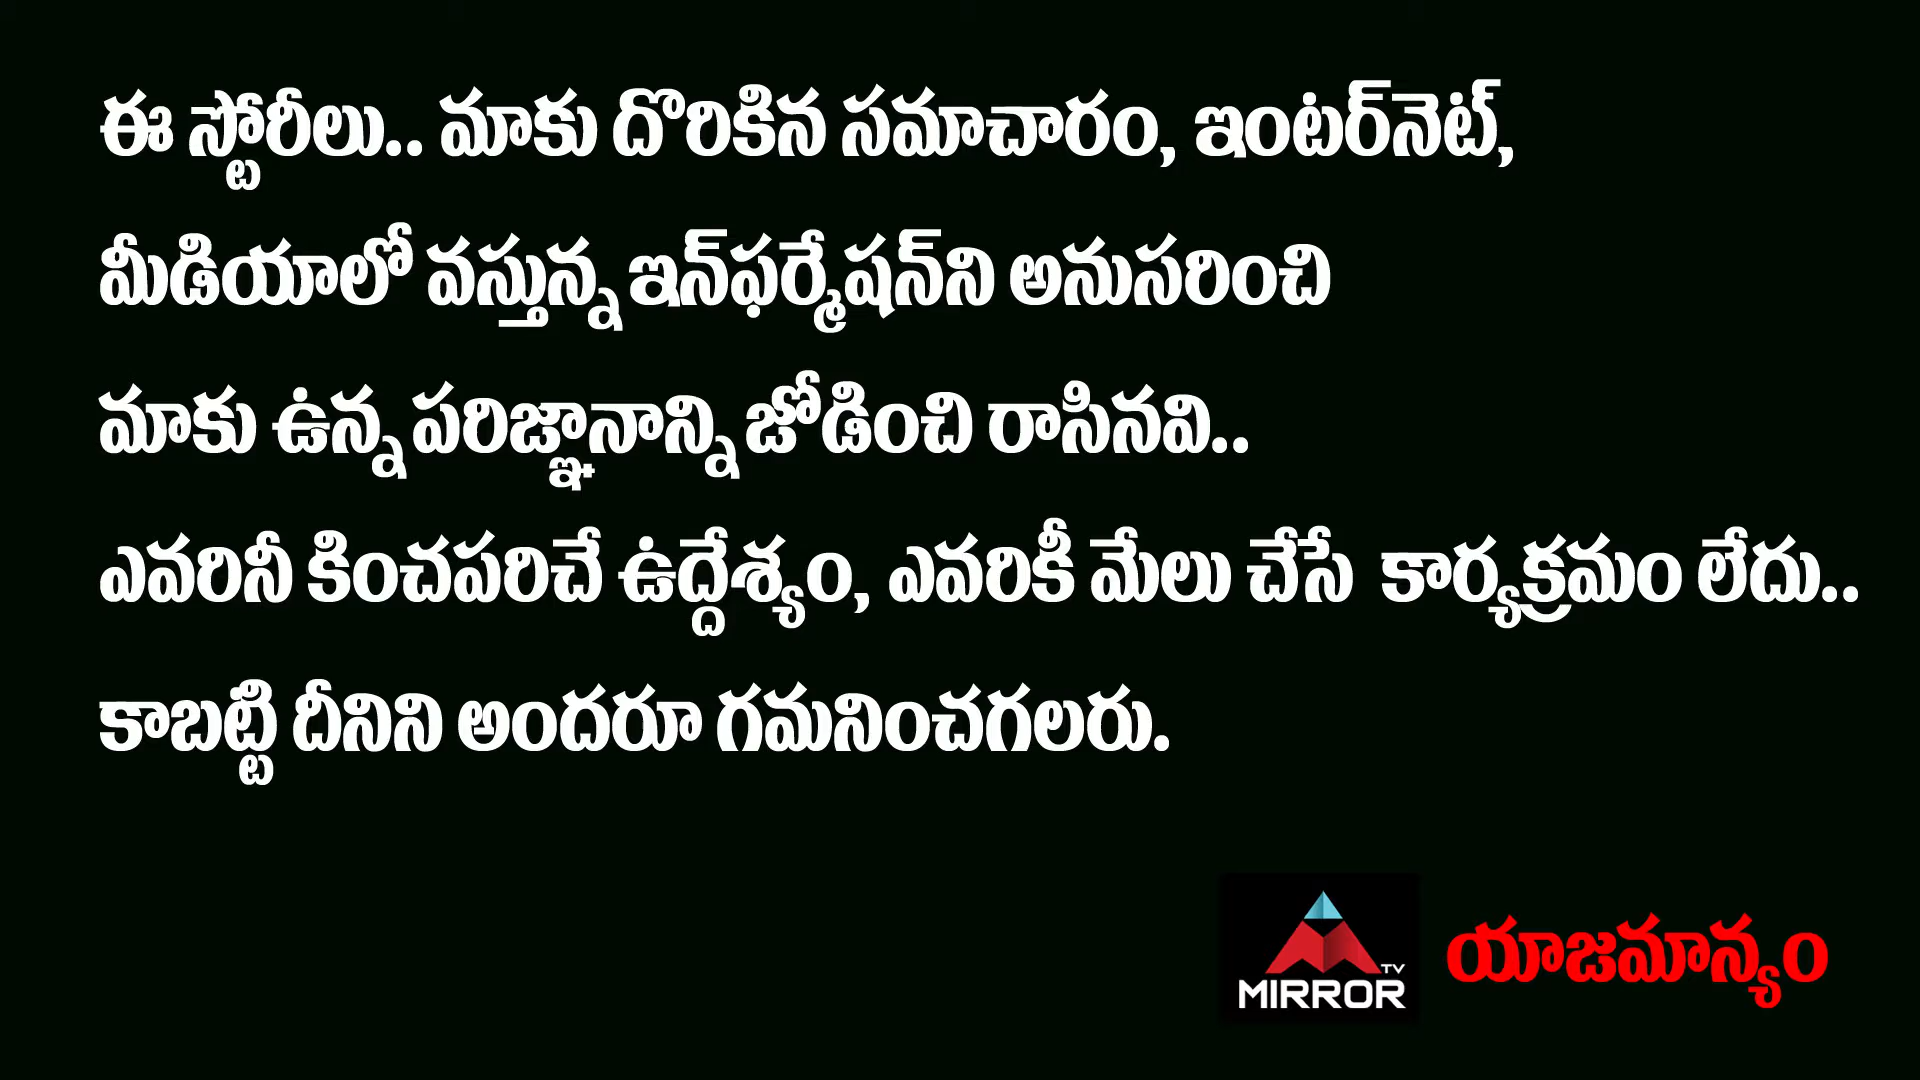 ఈ స్టోరీలు.. మాకు దొరికిన సమాచారం, ఇంటర్‌నెట్,
మీడియాలో వస్తున్న ఇన్‌ఫర్మేషన్‌ని అనుసరించి
మాకు ఉన్న పరిజ్ఞానాన్ని జోడించి రాసినవి..
ఎవరినీ కించపరిచే ఉద్దేశ్యం, ఎవరికీ మేలు చేసే కార్యక్రమం లేదు..
కాబట్టి దీనిని అందరూ గమనించగలరు.
MIRROR TV యాజమాన్యం